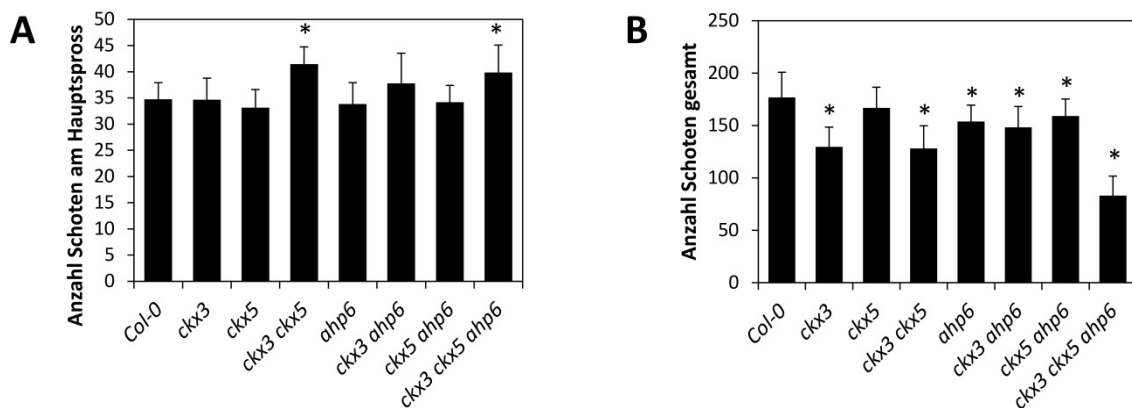 A
Anzahl Schoten am Hauptspross
50
45
40
35
30
25
20
15
10
5
0
*
*
Col-0
ckx3
ckx5
ckx3 ckx5
ahp6
ckx3 ahp6
ckx5 ahp6
ckx3 ckx5 ahp6
B
Anzahl Schoten gesamt
250
200
150
100
50
0
*
*
*
*
*
*
Col-0
ckx3
ckx5
ckx3 ckx5
ahp6
ckx3 ahp6
ckx5 ahp6
ckx3 ckx5 ahp6